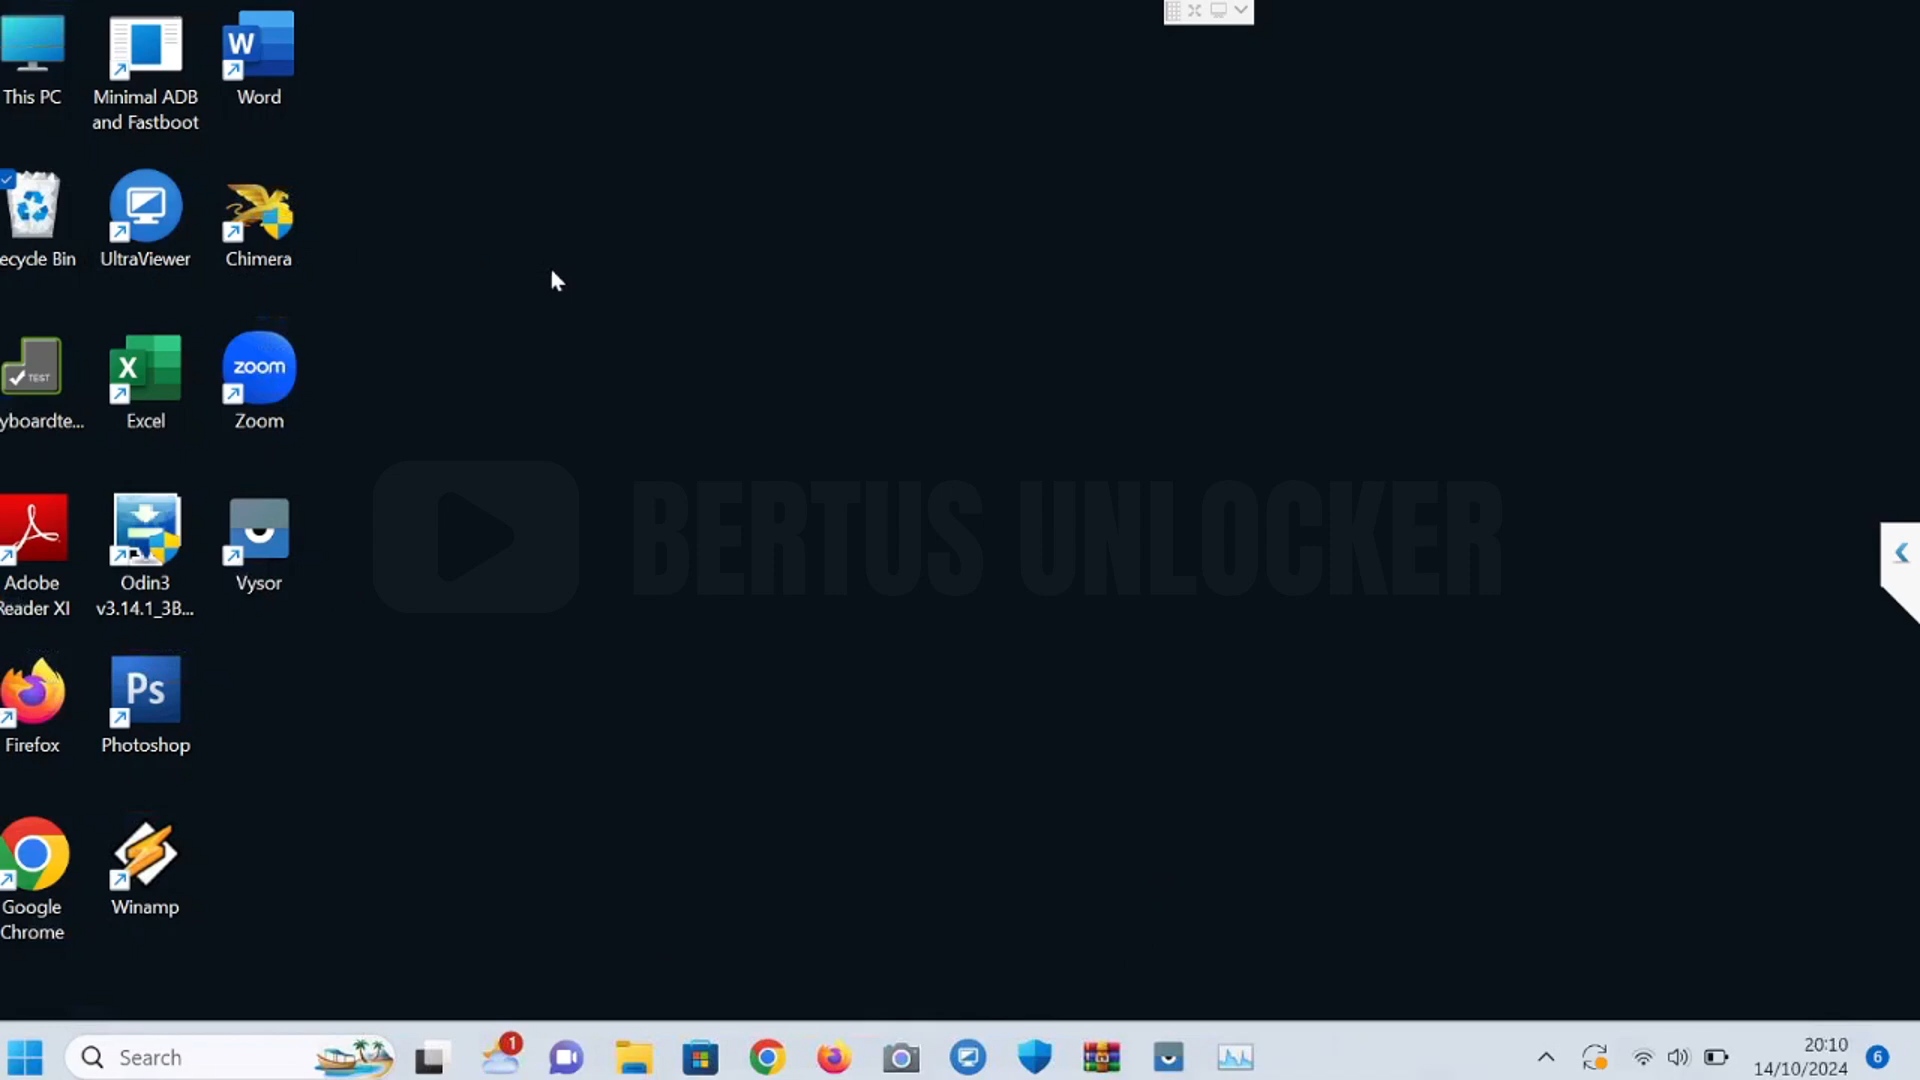 This PC
Minimal ADB
and Fastboot
W
Word
ecycle Bin
UltraViewer
Chimera
TEST
yboardte...
X
Excel
zoom
Zoom
Adobe
Reader XI
Odin3
v3.14.1_3B...
Vysor
BERTUS UNLOCKER
Firefox
Ps
Photoshop
Google
Chrome
Winamp
Search
1
20:10
14/10/2024
6